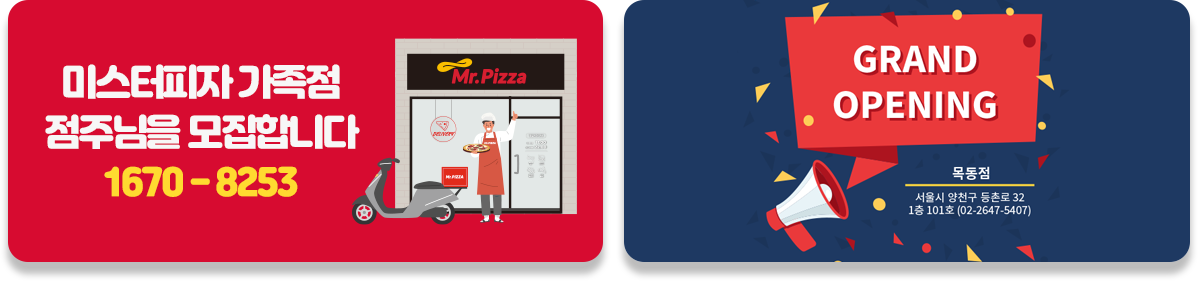 미스터피자 가족점
점주님을 모집합니다
1670 - 8253
Mr. Pizza
DELIVERY
Mr. PIZZA
GRAND
OPENING
목동점
서울시 양천구 등촌로 32
1층 101호 (02-2647-5407)